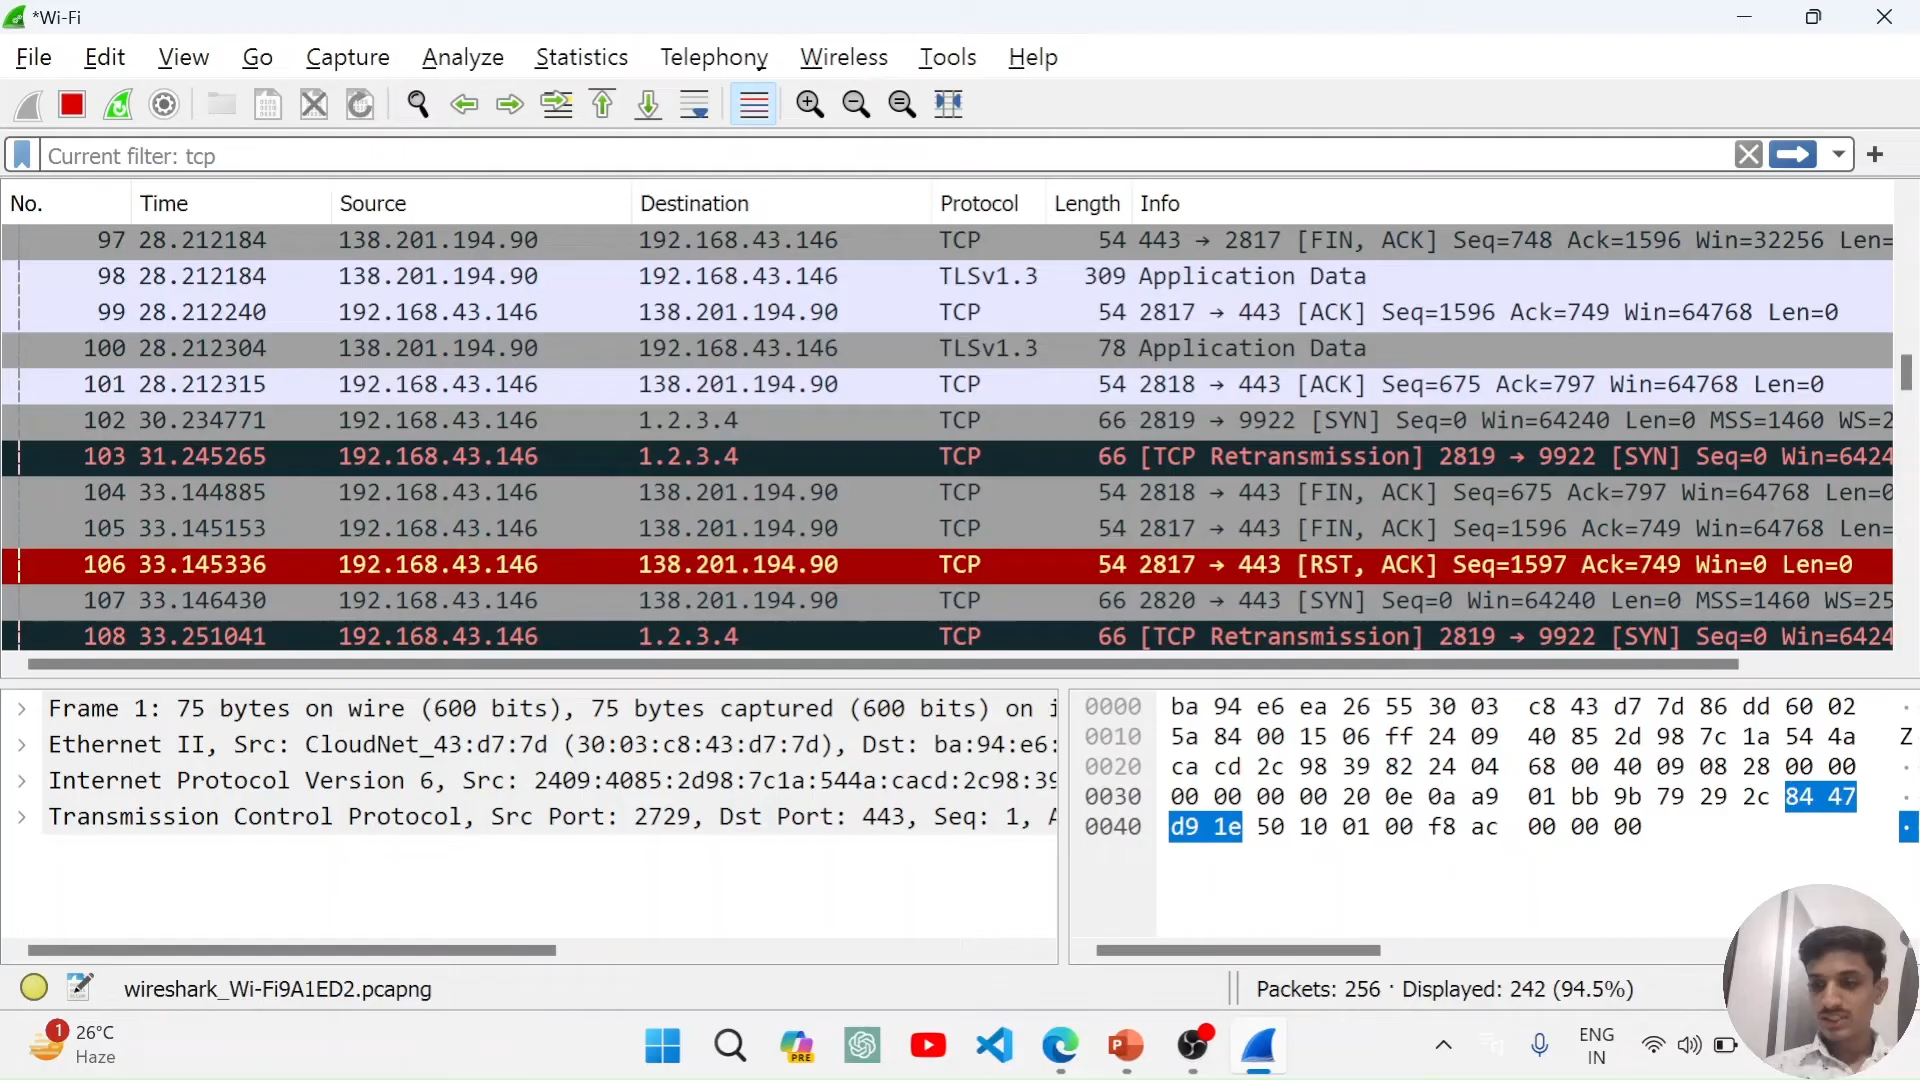 *Wi-Fi
File Edit View Go Capture Analyze Statistics Telephony Wireless Tools Help
Current filter: tcp
No. Time Source Destination Protocol Length Info
97 28.212184 138.201.194.90 192.168.43.146 TCP 54 443 → 2817 [FIN, ACK] Seq=748 Ack=1596 Win=32256 Len=
98 28.212184 138.201.194.90 192.168.43.146 TLSv1.3 309 Application Data
99 28.212240 192.168.43.146 138.201.194.90 TCP 54 2817 → 443 [ACK] Seq=1596 Ack=749 Win=64768 Len=0
100 28.212304 138.201.194.90 192.168.43.146 TLSv1.3 78 Application Data
101 28.212315 192.168.43.146 138.201.194.90 TCP 54 2818 → 443 [ACK] Seq=675 Ack=797 Win=64768 Len=0
102 30.234771 192.168.43.146 1.2.3.4 TCP 66 2819 → 9922 [SYN] Seq=0 Win=64240 Len=0 MSS=1460 WS=2
103 31.245265 192.168.43.146 1.2.3.4 TCP 66 [TCP Retransmission] 2819 → 9922 [SYN] Seq=0 Win=6424
104 33.144885 192.168.43.146 138.201.194.90 TCP 54 2818 → 443 [FIN, ACK] Seq=675 Ack=797 Win=64768 Len=0
105 33.145153 192.168.43.146 138.201.194.90 TCP 54 2817 → 443 [FIN, ACK] Seq=1596 Ack=749 Win=64768 Len=
106 33.145336 192.168.43.146 138.201.194.90 TCP 54 2817 → 443 [RST, ACK] Seq=1597 Ack=749 Win=0 Len=0
107 33.146430 192.168.43.146 138.201.194.90 TCP 66 2820 → 443 [SYN] Seq=0 Win=64240 Len=0 MSS=1460 WS=25
108 33.251041 192.168.43.146 1.2.3.4 TCP 66 [TCP Retransmission] 2819 → 9922 [SYN] Seq=0 Win=6424
Frame 1: 75 bytes on wire (600 bits), 75 bytes captured (600 bits) on i
Ethernet II, Src: CloudNet_43:d7:7d (30:03:c8:43:d7:7d), Dst: ba:94:e6:
Internet Protocol Version 6, Src: 2409:4085:2d98:7c1a:544a:cacd:2c98:39
Transmission Control Protocol, Src Port: 2729, Dst Port: 443, Seq: 1, A
0000 ba 94 e6 ea 26 55 30 03 c8 43 d7 7d 86 dd 60 02 ·
0010 5a 84 00 15 06 ff 24 09 40 85 2d 98 7c 1a 54 4a Z
0020 ca cd 2c 98 39 82 24 04 68 00 40 09 08 28 00 00 ·
0030 00 00 00 00 20 0e 0a a9 01 bb 9b 79 29 2c 84 47 ·
0040 d9 1e 50 10 01 00 f8 ac 00 00 00 ·
wireshark_Wi-Fi9A1ED2.pcapng
Packets: 256 · Displayed: 242 (94.5%)
1
26°C
Haze
PRE
ENG
IN